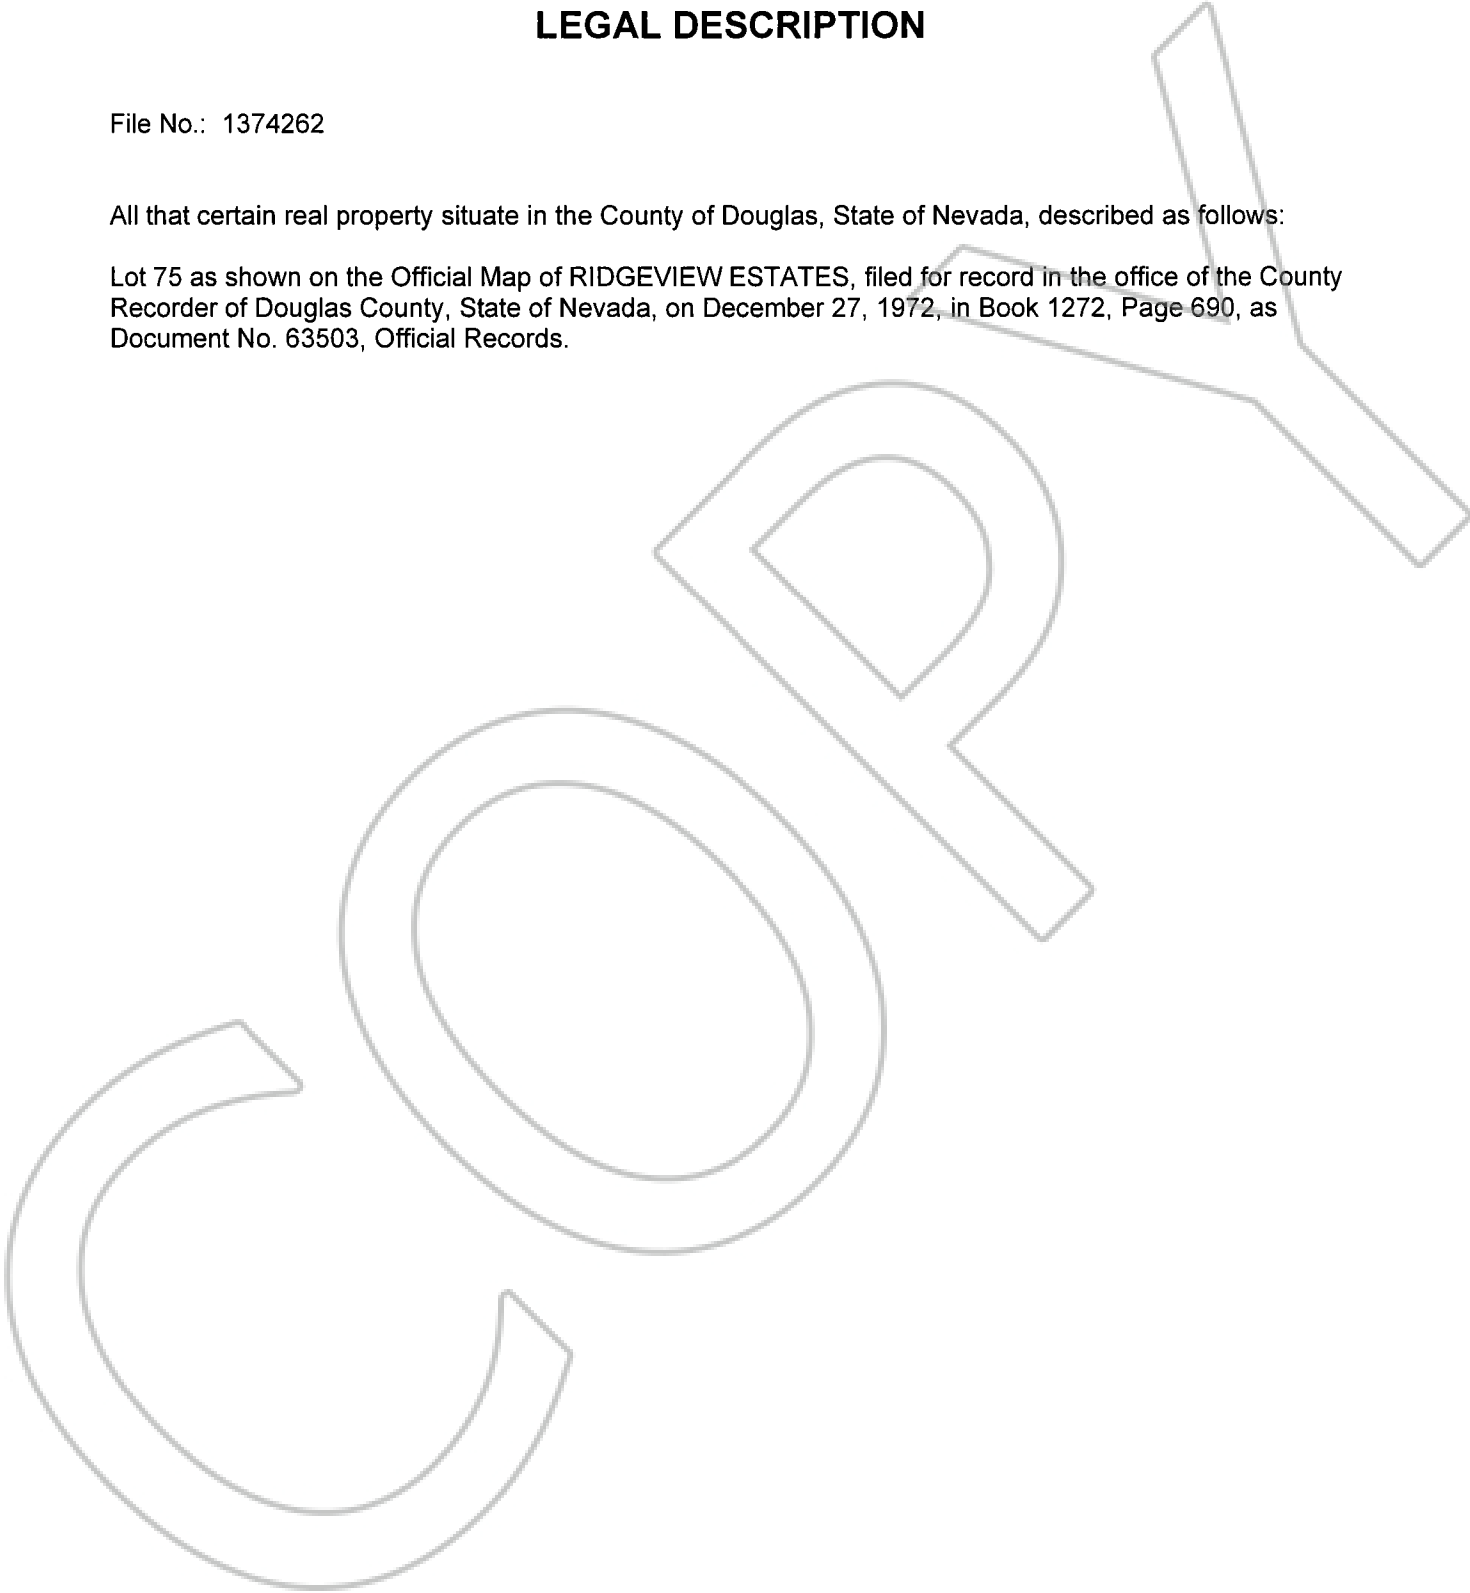 LEGAL DESCRIPTION
File No.: 1374262
All that certain real property situate in the County of Douglas, State of Nevada, described as follows:
Lot 75 as shown on the Official Map of RIDGEVIEW ESTATES, filed for record in the office of the County
Recorder of Douglas County, State of Nevada, on December 27, 1972, in Book 1272, Page 690, as
Document No. 63503, Official Records.
COPY